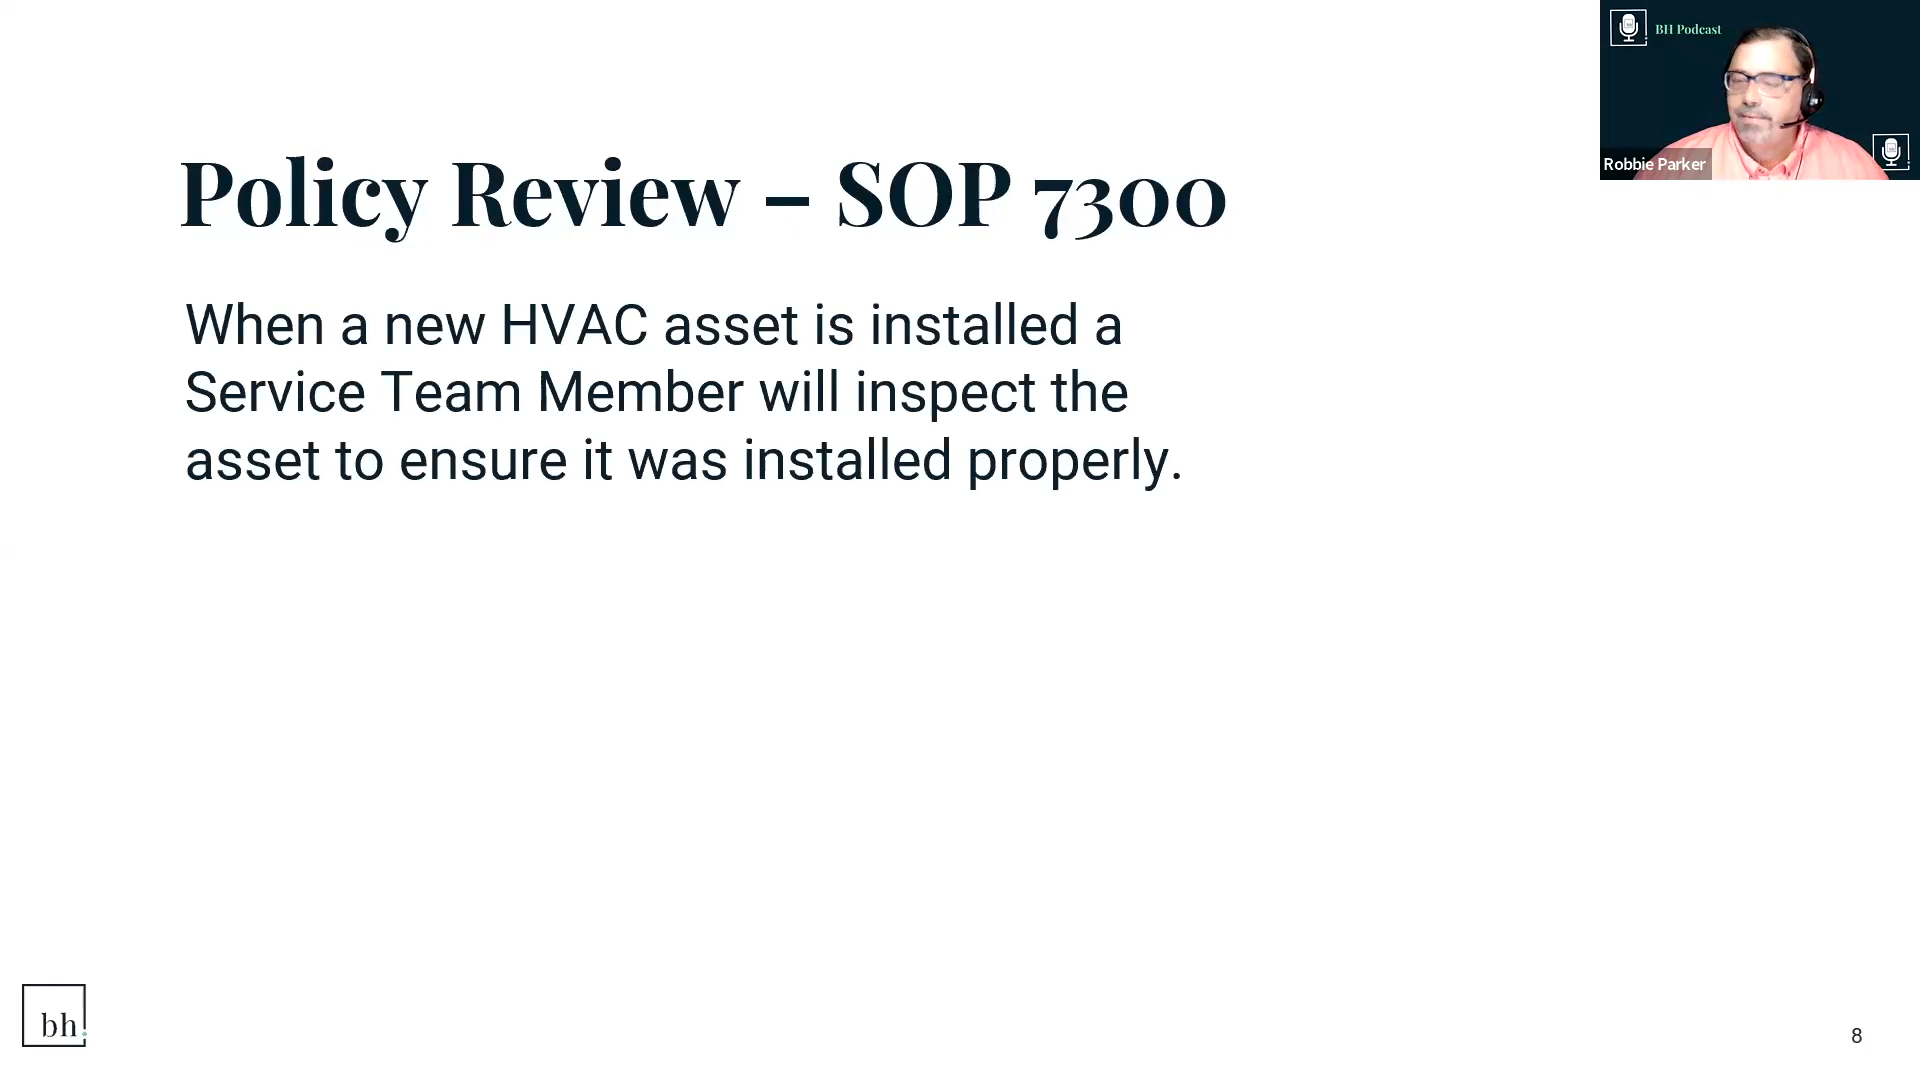 BH Podcast
Robbie Parker
Policy Review – SOP 7300
When a new HVAC asset is installed a
Service Team Member will inspect the
asset to ensure it was installed properly.
bh.
8